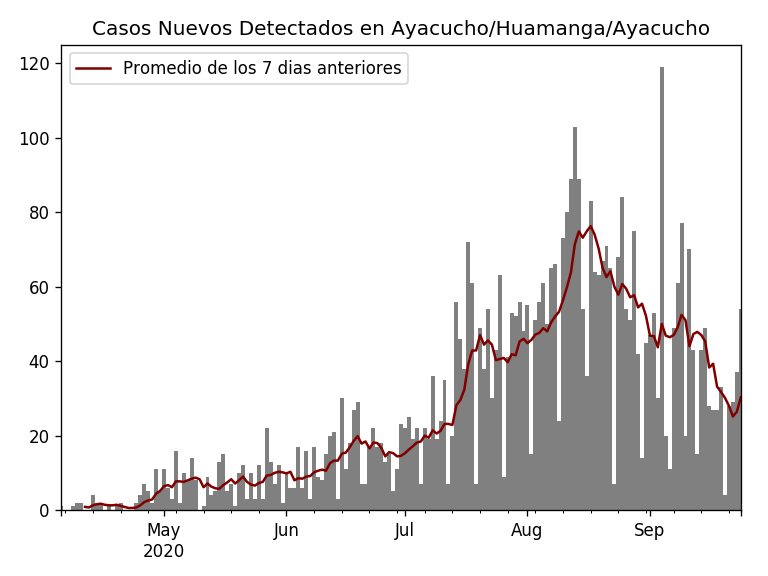 Casos Nuevos Detectados en Ayacucho/Huamanga/Ayacucho
Promedio de los 7 dias anteriores
120
100
80
60
40
20
0
May
2020
Jun
Jul
Aug
Sep